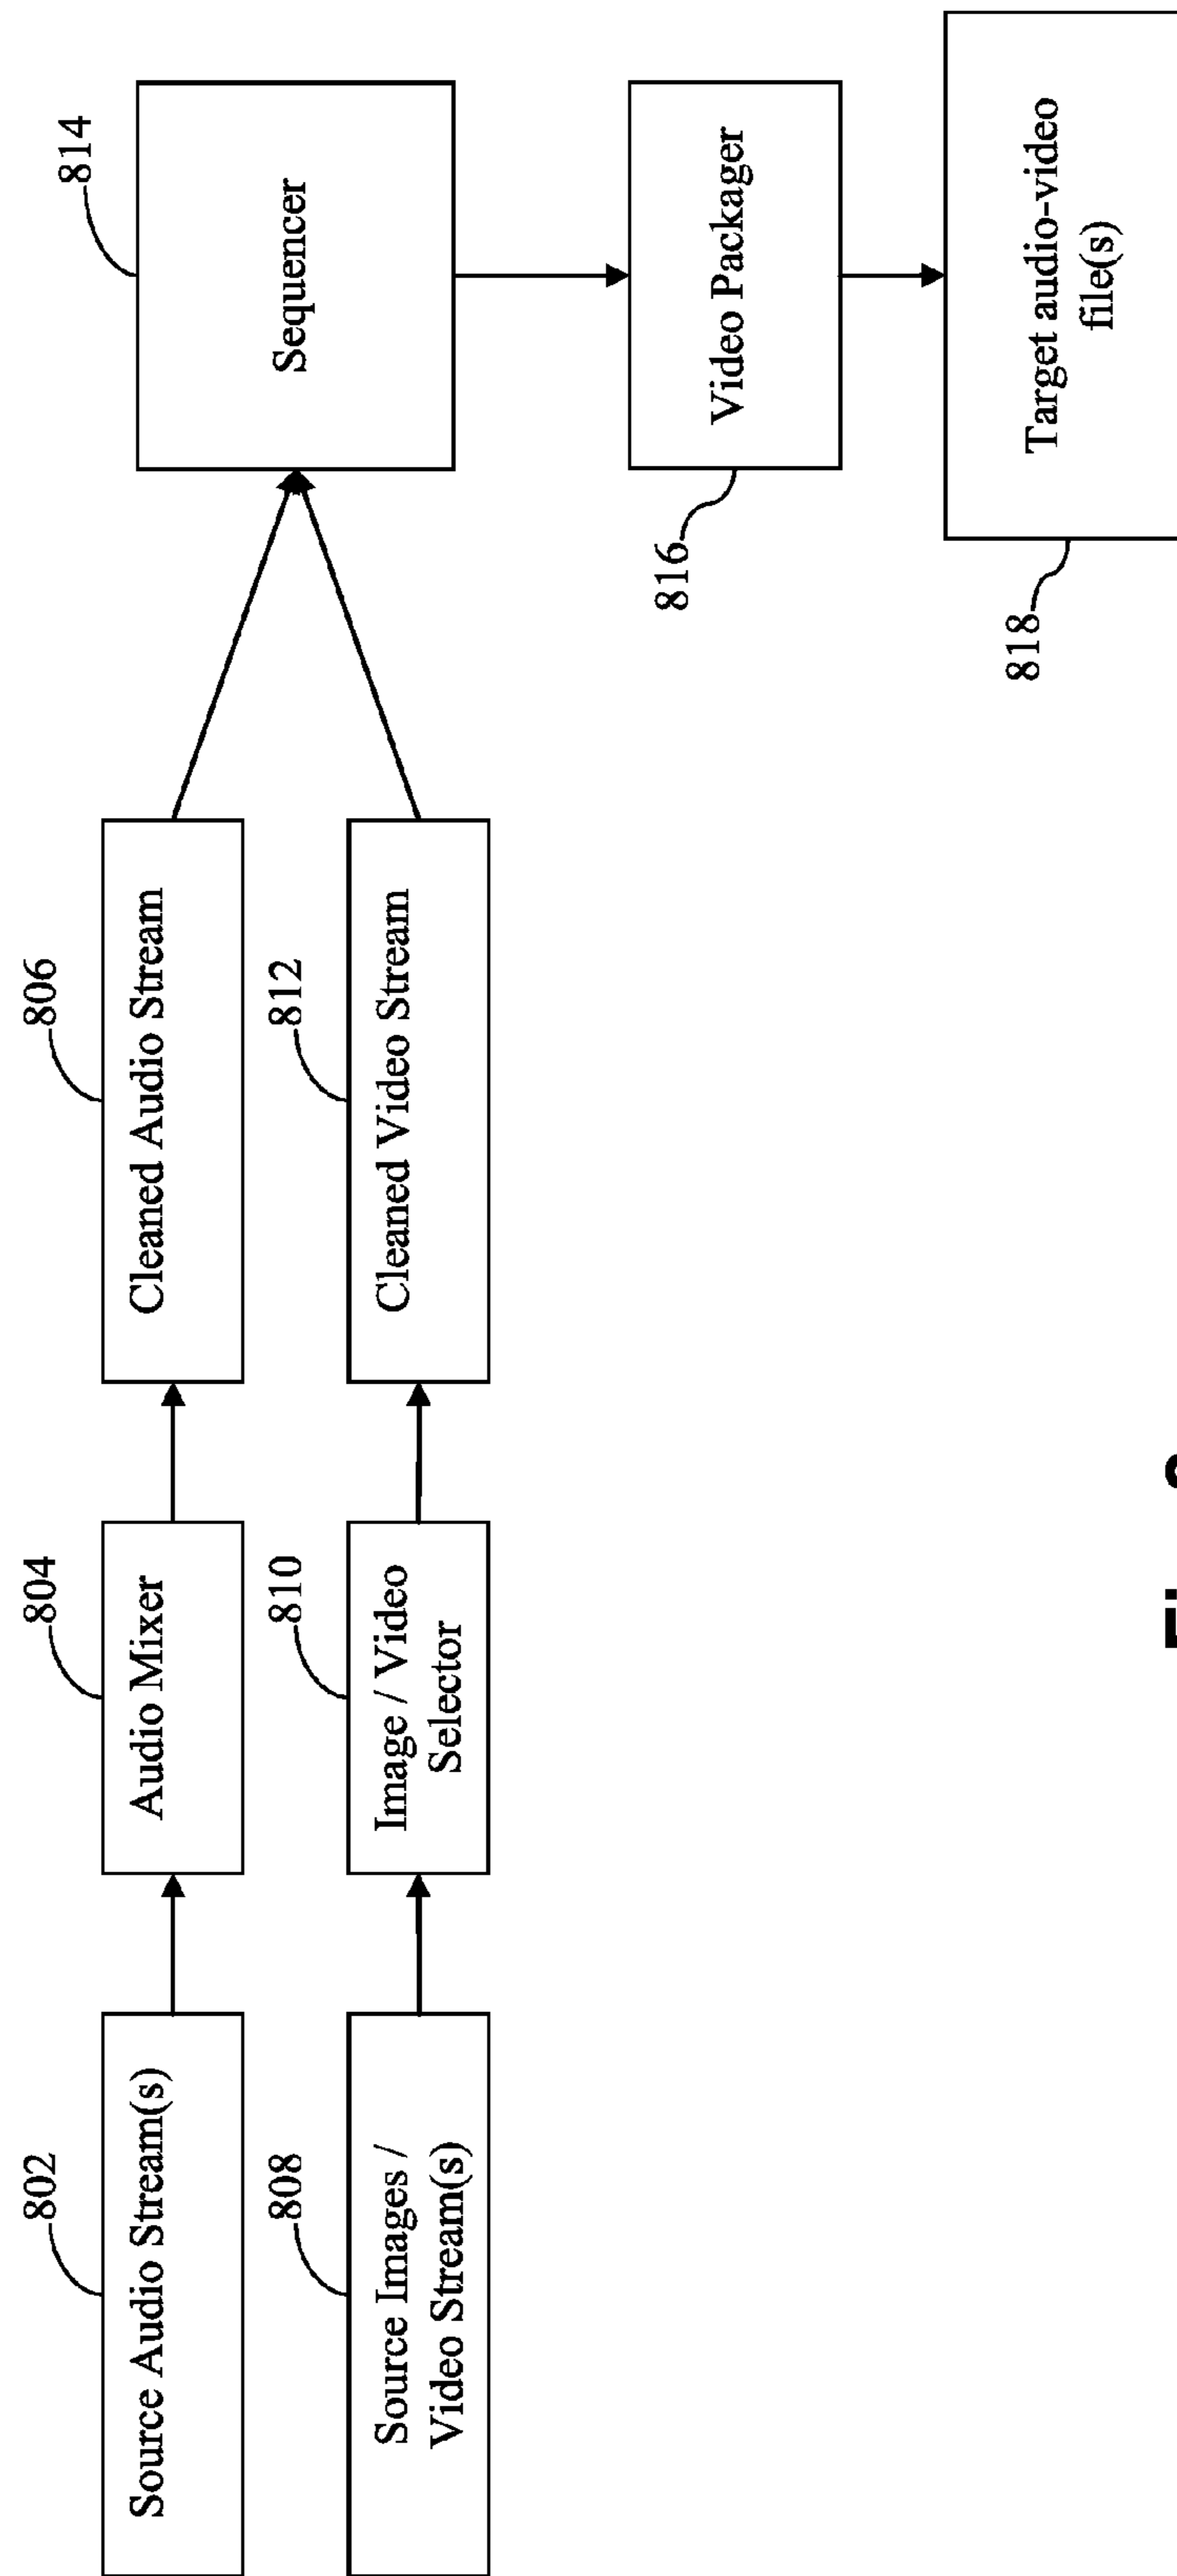 802
Source Audio Stream(s)
804
Audio Mixer
806
Cleaned Audio Stream
808
Source Images /
Video Stream(s)
810
Image / Video
Selector
812
Cleaned Video Stream
814
Sequencer
816
Video Packager
818
Target audio-video
file(s)